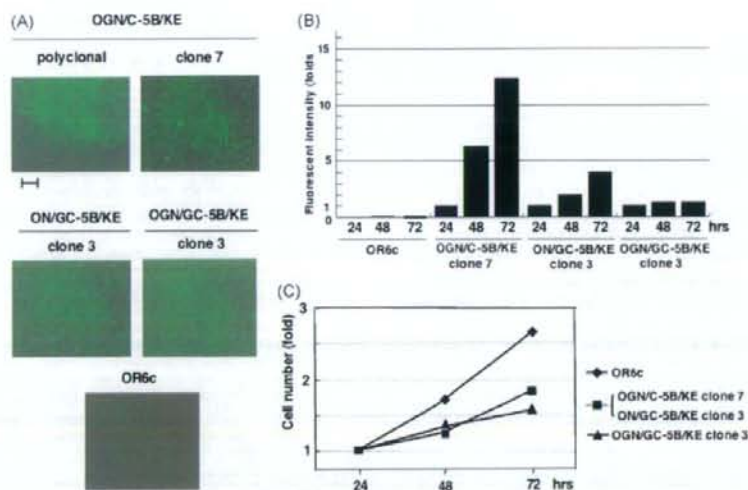 (A)
OGN/C-5B/KE
polyclonal clone 7
ON/GC-5B/KE OGN/GC-5B/KE
clone 3 clone 3
OR6c
(B)
Fluorescent intensity (folds
15
10
5
1
0
24 48 72 24 48 72 24 48 72 24 48 72 hrs
OR6c OGN/C-5B/KE ON/GC-5B/KE OGN/GC-5B/KE
clone 7 clone 3 clone 3
(C)
Cell number (fold)
3
2
1
24 48 72 hrs
OR6c
OGN/C-5B/KE clone 7
ON/GC-5B/KE clone 3
OGN/GC-5B/KE clone 3